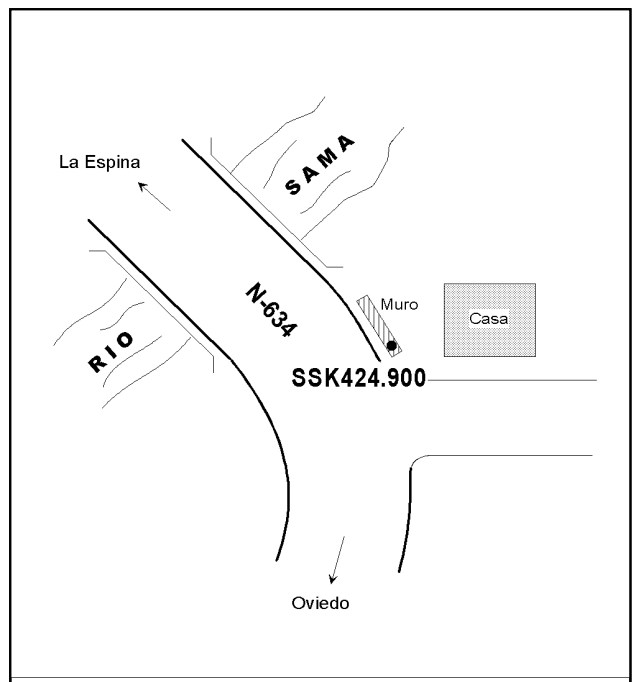 La Espina
SAMA
N-634
Muro
Casa
RIO
SSK424.900
Oviedo